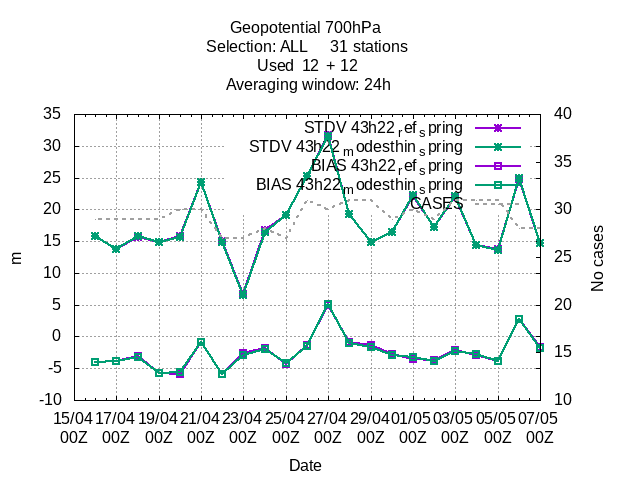 Geopotential 700hPa
Selection: ALL 31 stations
Used 12 + 12
Averaging window: 24h
STDV 43h22_ref_spring
STDV 43h22_modesthin_spring
BIAS 43h22_ref_spring
BIAS 43h22_modesthin_spring
CASES
35
30
25
20
15
10
5
0
-5
-10
m
40
35
30
25
20
15
10
No cases
15/04 17/04 19/04 21/04 23/04 25/04 27/04 29/04 01/05 03/05 05/05 07/05
00Z 00Z 00Z 00Z 00Z 00Z 00Z 00Z 00Z 00Z 00Z 00Z
Date